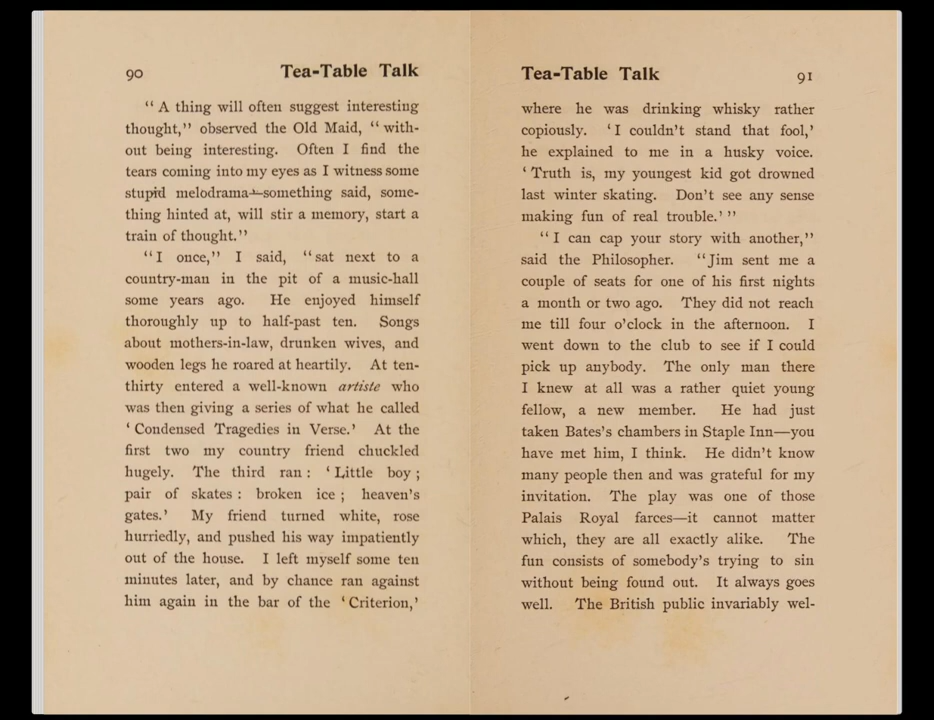 90 Tea-Table Talk
“ A thing will often suggest interesting
thought,” observed the Old Maid, “ with-
out being interesting. Often I find the
tears coming into my eyes as I witness some
stupid melodrama—something said, some-
thing hinted at, will stir a memory, start a
train of thought.”
“I once,” I said, “sat next to a
country-man in the pit of a music-hall
some years ago. He enjoyed himself
thoroughly up to half-past ten. Songs
about mothers-in-law, drunken wives, and
wooden legs he roared at heartily. At ten-
thirty entered a well-known artiste who
was then giving a series of what he called
‘ Condensed Tragedies in Verse.’ At the
first two my country friend chuckled
hugely. The third ran : ‘ Little boy ;
pair of skates : broken ice ; heaven’s
gates.’ My friend turned white, rose
hurriedly, and pushed his way impatiently
out of the house. I left myself some ten
minutes later, and by chance ran against
him again in the bar of the ‘ Criterion,’
Tea-Table Talk 91
where he was drinking whisky rather
copiously. ‘ I couldn’t stand that fool,’
he explained to me in a husky voice.
‘ Truth is, my youngest kid got drowned
last winter skating. Don’t see any sense
making fun of real trouble.’ ”
“ I can cap your story with another,”
said the Philosopher. “Jim sent me a
couple of seats for one of his first nights
a month or two ago. They did not reach
me till four o’clock in the afternoon. I
went down to the club to see if I could
pick up anybody. The only man there
I knew at all was a rather quiet young
fellow, a new member. He had just
taken Bates’s chambers in Staple Inn—you
have met him, I think. He didn’t know
many people then and was grateful for my
invitation. The play was one of those
Palais Royal farces—it cannot matter
which, they are all exactly alike. The
fun consists of somebody’s trying to sin
without being found out. It always goes
well. The British public invariably wel-